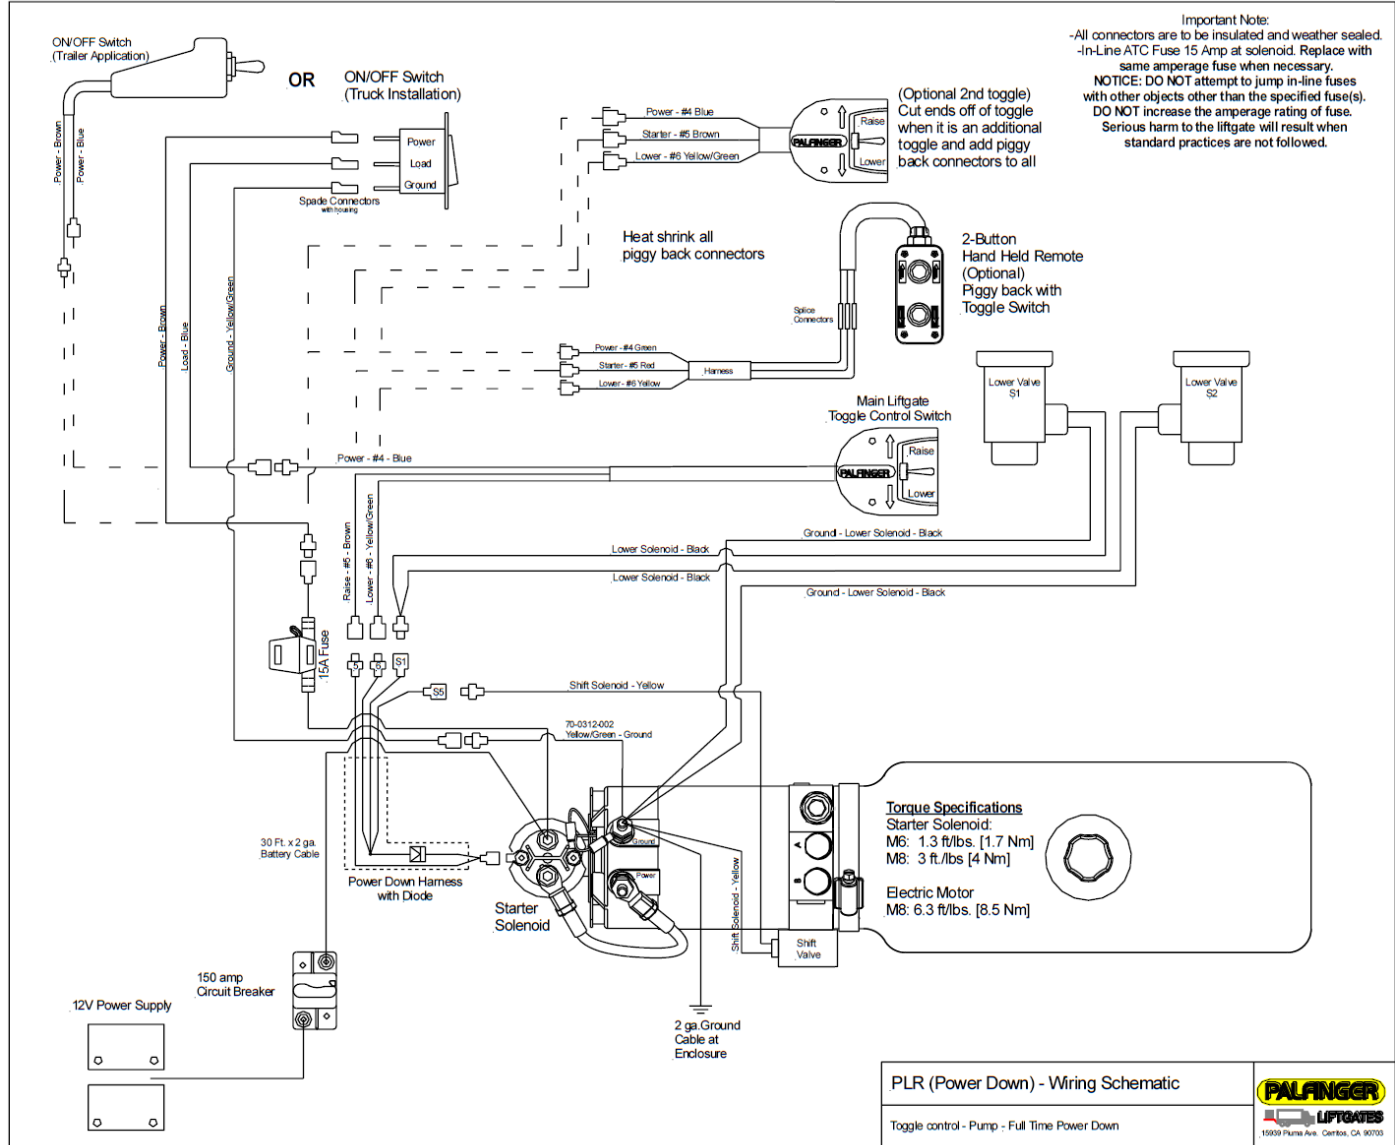 ON/OFF Switch
(Trailer Application)
OR
ON/OFF Switch
(Truck Installation)
Power
Load
Ground
Spade Connectors
with housing
Power - Brown
Power - Blue
Power - Brown
Load - Blue
Ground - Yellow/Green
Power - #4 Blue
Starter - #5 Brown
Lower - #6 Yellow/Green
PALFINGER
Raise
Lower
(Optional 2nd toggle)
Cut ends off of toggle
when it is an additional
toggle and add piggy
back connectors to all
Important Note:
-All connectors are to be insulated and weather sealed.
-In-Line ATC Fuse 15 Amp at solenoid. Replace with
same amperage fuse when necessary.
NOTICE: DO NOT attempt to jump in-line fuses
with other objects other than the specified fuse(s).
DO NOT increase the amperage rating of fuse.
Serious harm to the liftgate will result when
standard practices are not followed.
Heat shrink all
piggy back connectors
2-Button
Hand Held Remote
(Optional)
Piggy back with
Toggle Switch
Splice
Connectors
Power - #4 Green
Starter - #5 Red
Lower - #6 Yellow
Harness
Lower Valve
S1
Lower Valve
S2
Main Liftgate
Toggle Control Switch
PALFINGER
Raise
Lower
Power - #4 - Blue
Raise - #5 - Brown
Lower - #6 - Yellow/Green
Ground - Lower Solenoid - Black
Lower Solenoid - Black
Lower Solenoid - Black
Ground - Lower Solenoid - Black
15A Fuse
5
6
S1
S5
Shift Solenoid - Yellow
70-0312-002
Yellow/Green - Ground
30 Ft. x 2 ga.
Battery Cable
Power Down Harness
with Diode
Starter
Solenoid
Ground
Power
A
B
Shift Solenoid - Yellow
Shift
Valve
Torque Specifications
Starter Solenoid:
M6: 1.3 ft/lbs. [1.7 Nm]
M8: 3 ft./lbs [4 Nm]
Electric Motor
M8: 6.3 ft/lbs. [8.5 Nm]
150 amp
Circuit Breaker
12V Power Supply
2 ga.Ground
Cable at
Enclosure
PLR (Power Down) - Wiring Schematic
Toggle control - Pump - Full Time Power Down
PALFINGER
LIFTGATES
15939 Piuma Ave. Cerritos, CA 90703